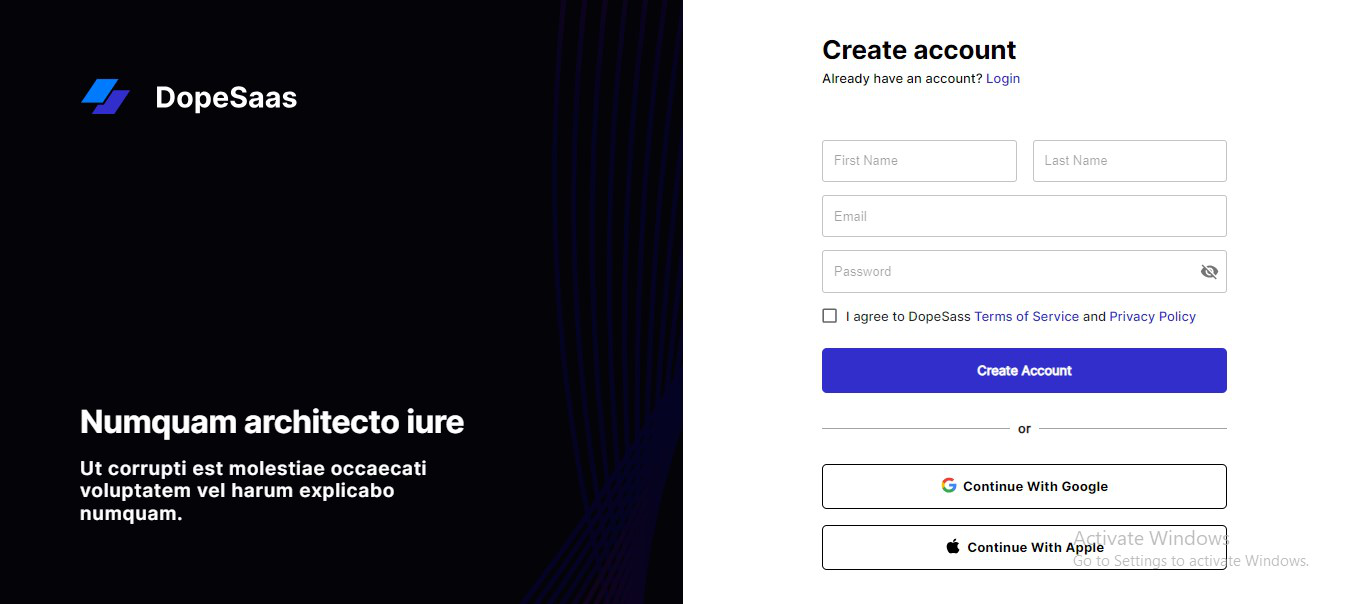 DopeSaas
Numquam architecto iure
Ut corrupti est molestiae occaecati
voluptatem vel harum explicabo
numquam.
Create account
Already have an account? Login
First Name
Last Name
Email
Password
I agree to DopeSass Terms of Service and Privacy Policy
Create Account
or
Continue With Google
Continue With Apple
Activate Windows
Go to Settings to activate Windows.